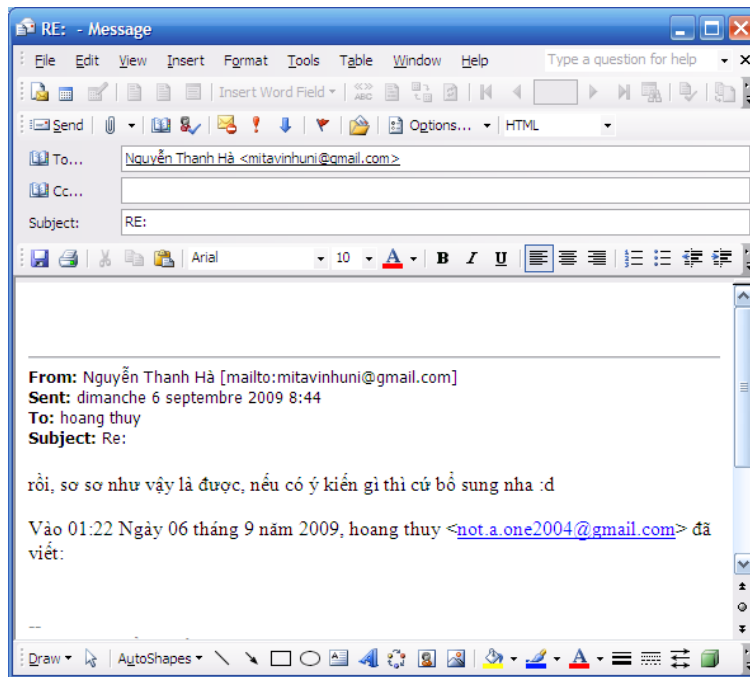 RE: - Message
File Edit View Insert Format Tools Table Window Help Type a question for help
Insert Word Field ABC
Send Options... HTML
To... Nguyễn Thanh Hà <mitavinhuni@gmail.com>
Cc...
Subject: RE:
Arial 10 A B I U
From: Nguyễn Thanh Hà [mailto:mitavinhuni@gmail.com]
Sent: dimanche 6 septembre 2009 8:44
To: hoang thuy
Subject: Re:
rồi, sơ sơ như vậy là được, nếu có ý kiến gì thì cứ bổ sung nha :d
Vào 01:22 Ngày 06 tháng 9 năm 2009, hoang thuy <not.a.one2004@gmail.com> đã
viết:
--
Draw AutoShapes A